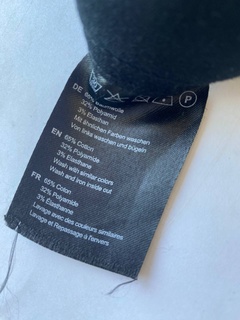 P
DE 65% Baumwolle
32% Polyamid
3% Elasthan
Mit ähnlichen Farben waschen
Von links waschen und bügeln
EN 65% Cotton
32% Polyamide
3% Elastane
Wash with similar colors
Wash and iron inside out
FR 65% Coton
32% Polyamide
3% Élasthanne
Lavage avec des couleurs similaires
Lavage et Repassage à l'envers